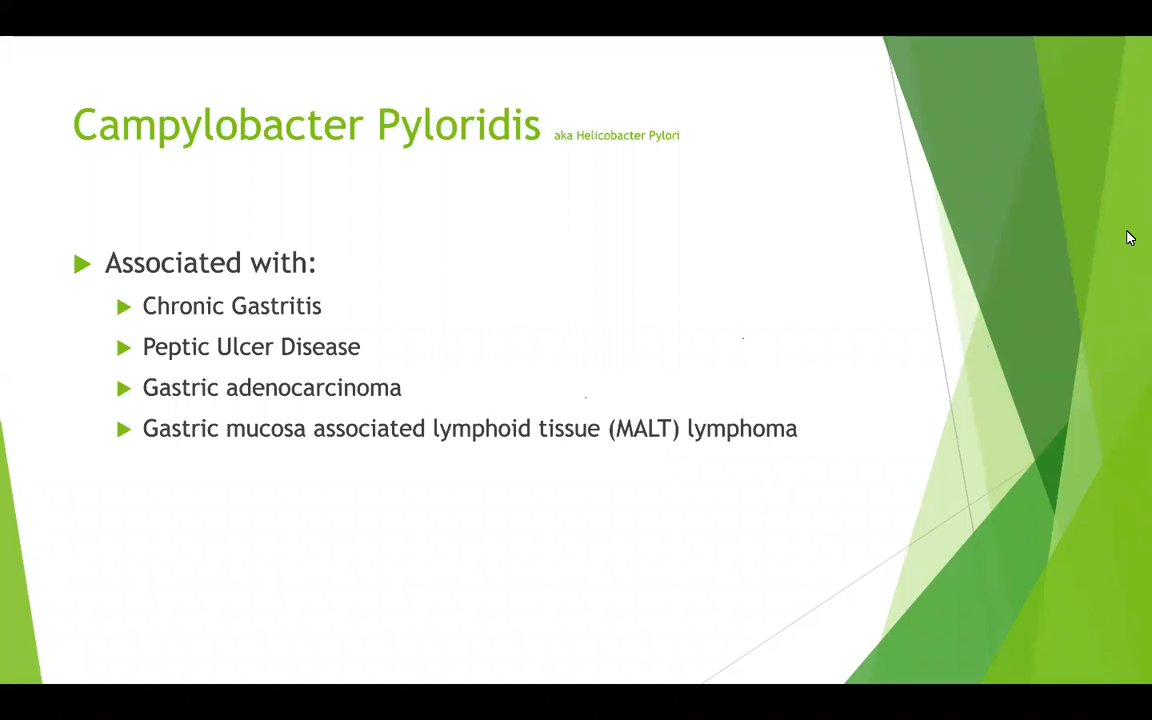 Campylobacter Pyloridis aka Helicobacter Pylori
Associated with:
Chronic Gastritis
Peptic Ulcer Disease
Gastric adenocarcinoma
Gastric mucosa associated lymphoid tissue (MALT) lymphoma